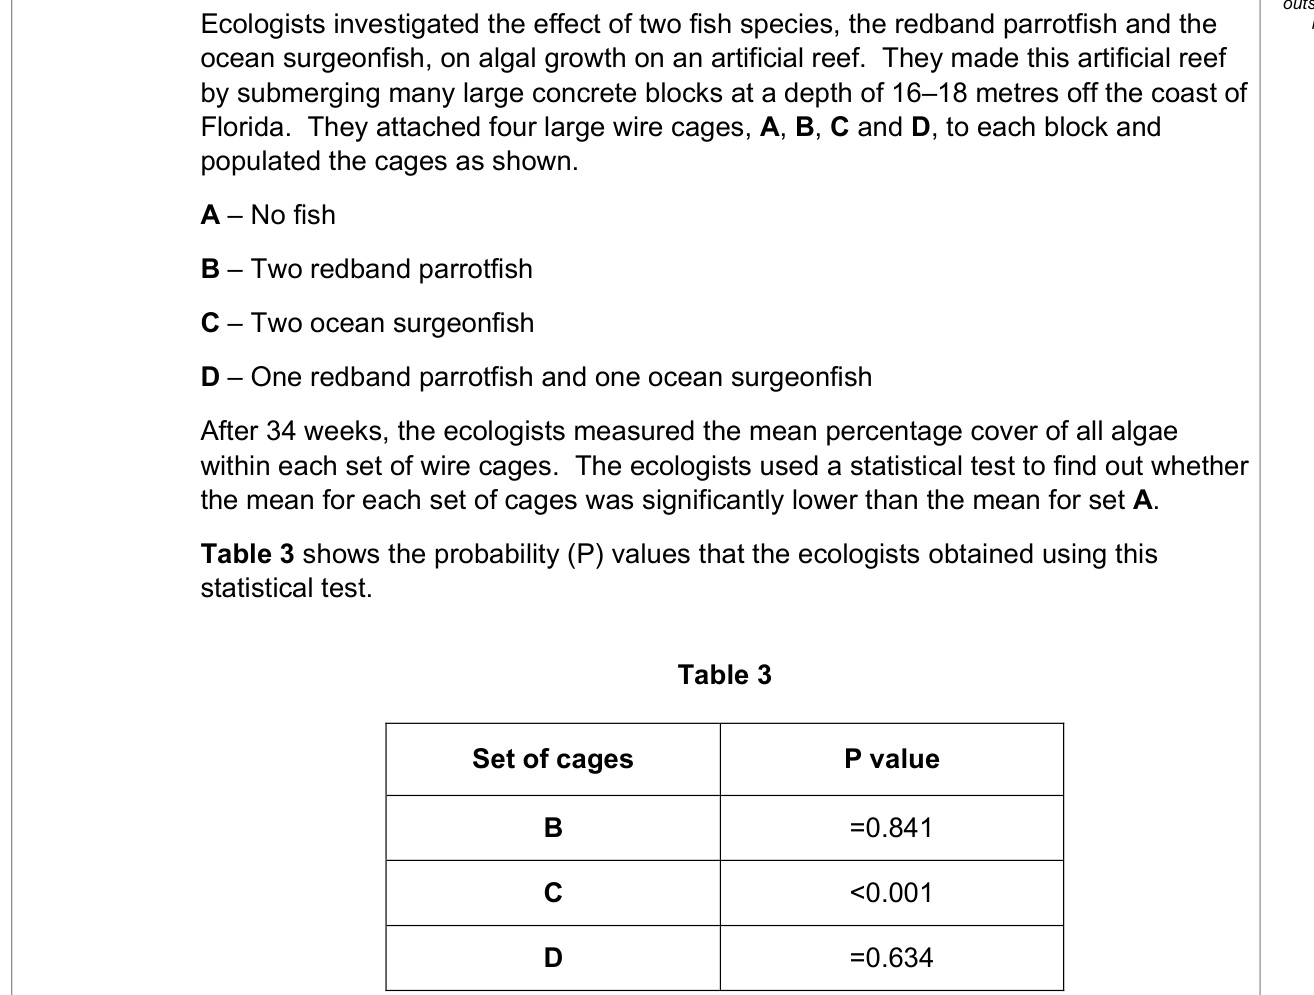 Ecologists investigated the effect of two fish species, the redband parrotfish and the
ocean surgeonfish, on algal growth on an artificial reef.  They made this artificial reef
by submerging many large concrete blocks at a depth of 16–18 metres off the coast of
Florida.  They attached four large wire cages, A, B, C and D, to each block and
populated the cages as shown.
A – No fish
B – Two redband parrotfish
C – Two ocean surgeonfish
D – One redband parrotfish and one ocean surgeonfish
After 34 weeks, the ecologists measured the mean percentage cover of all algae
within each set of wire cages.  The ecologists used a statistical test to find out whether
the mean for each set of cages was significantly lower than the mean for set A.
Table 3 shows the probability (P) values that the ecologists obtained using this
statistical test.
Table 3
Set of cages P value
B =0.841
C <0.001
D =0.634